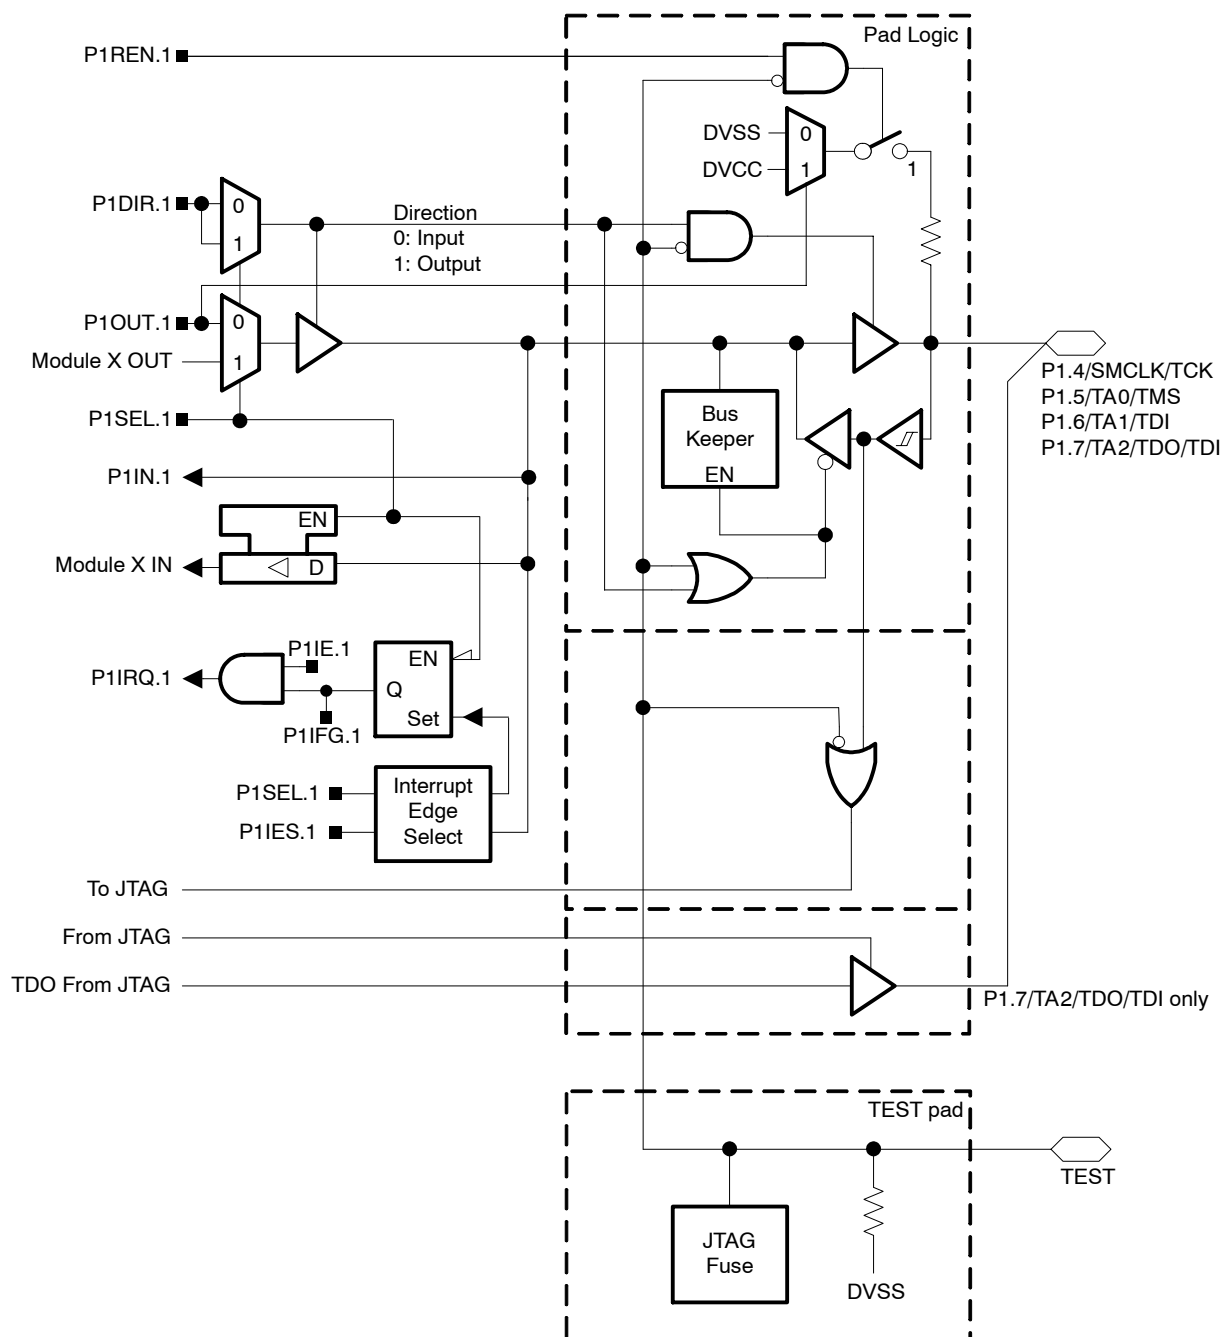 Pad Logic
P1REN.1
DVSS
0
DVCC
1
1
P1DIR.1
0
1
Direction
0: Input
1: Output
P1OUT.1
0
Module X OUT
1
P1SEL.1
P1.4/SMCLK/TCK
P1.5/TA0/TMS
P1.6/TA1/TDI
P1.7/TA2/TDO/TDI
Bus
Keeper
EN
P1IN.1
EN
Module X IN
D
P1IE.1
P1IRQ.1
EN
Q
Set
P1IFG.1
P1SEL.1
P1IES.1
Interrupt
Edge
Select
To JTAG
From JTAG
TDO From JTAG
P1.7/TA2/TDO/TDI only
TEST pad
TEST
JTAG
Fuse
DVSS